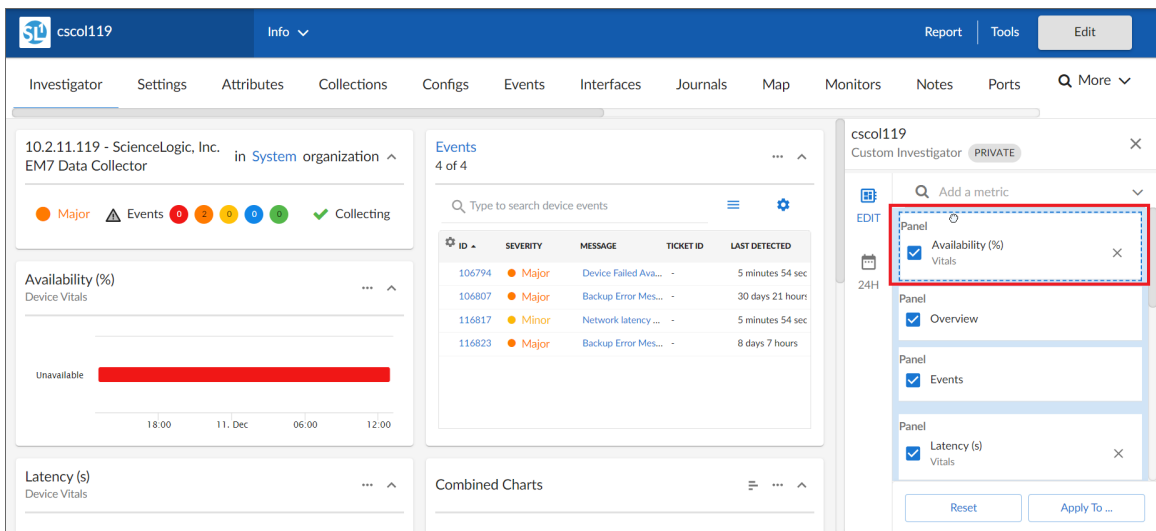 SL1 cscol119 Info Report Tools Edit
Investigator Settings Attributes Collections Configs Events Interfaces Journals Map Monitors Notes Ports More
10.2.11.119 - ScienceLogic, Inc.
EM7 Data Collector
in System organization
Major Events 0 2 0 0 0 Collecting
Availability (%)
Device Vitals
Unavailable
18:00 11. Dec 06:00 12:00
Latency (s)
Device Vitals
Events
4 of 4
Type to search device events
ID SEVERITY MESSAGE TICKET ID LAST DETECTED
106794 Major Device Failed Ava... - 5 minutes 54 sec
106807 Major Backup Error Mes... - 30 days 21 hours
116817 Minor Network latency ... - 5 minutes 54 sec
116823 Major Backup Error Mes... - 8 days 7 hours
Combined Charts
cscol119
Custom Investigator PRIVATE
EDIT
24H
Add a metric
Panel
Availability (%)
Vitals
Panel
Overview
Panel
Events
Panel
Latency (s)
Vitals
Reset Apply To ...